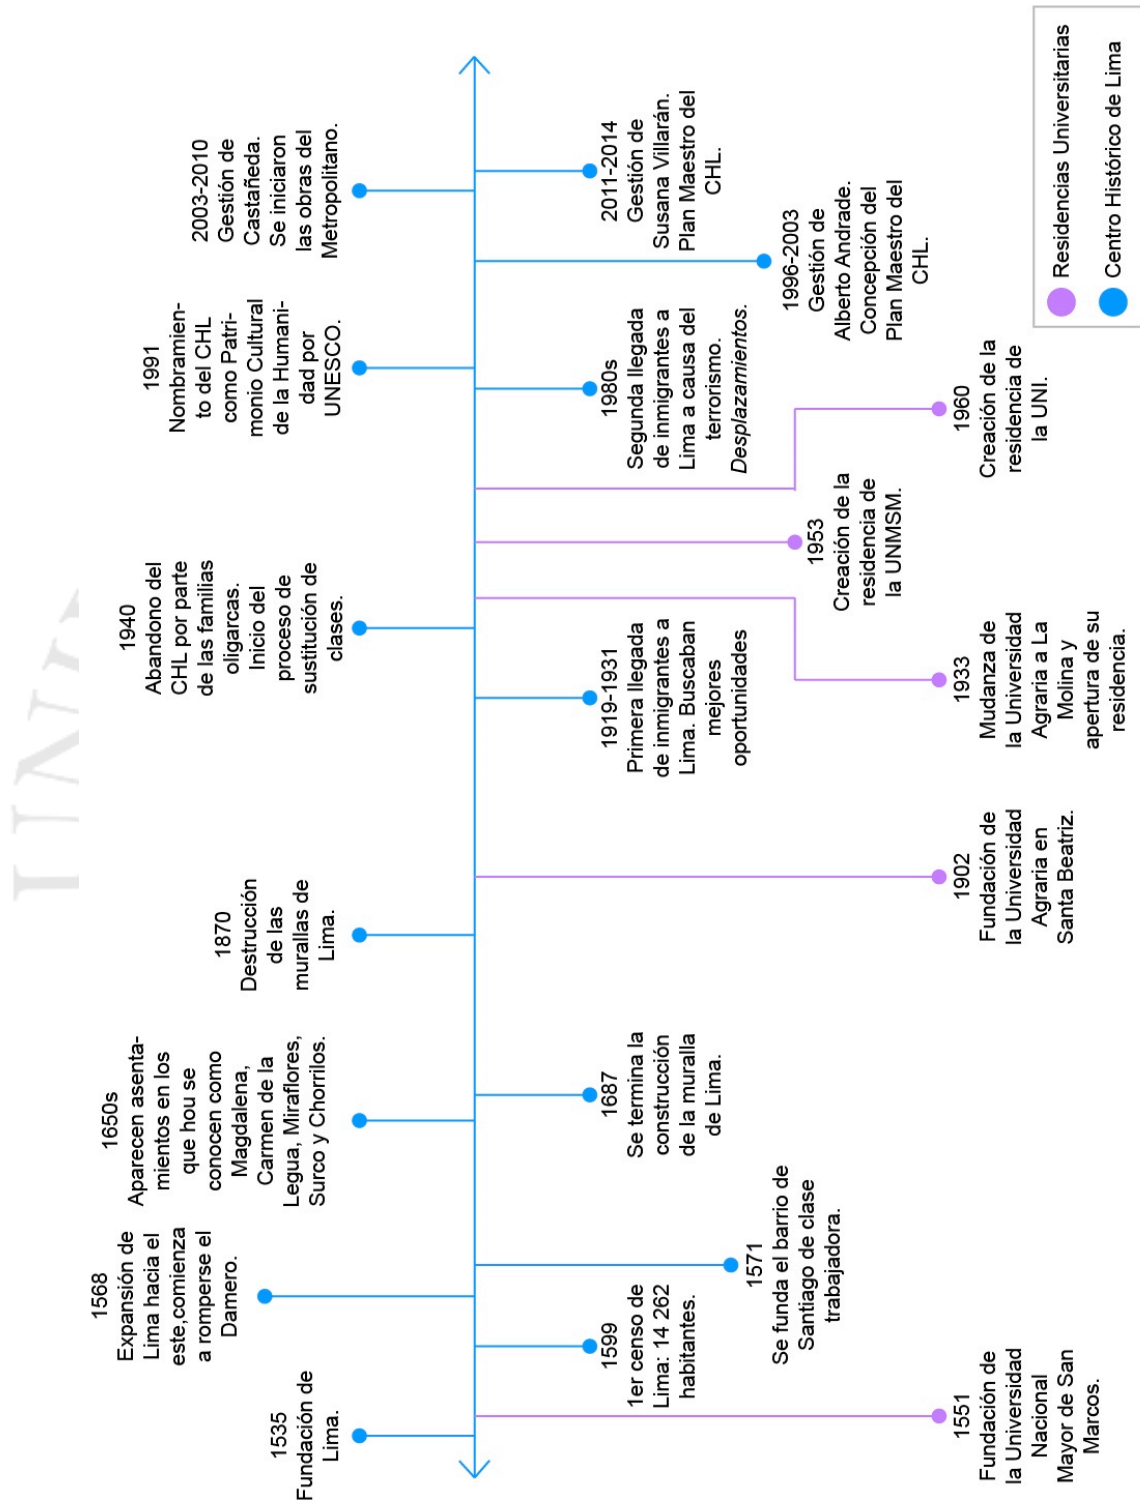 1535
Fundación de
Lima.
1568
Expansión de
Lima hacia el
este,comienza
a romperse el
Damero.
1650s
Aparecen asenta-
mientos en los
que hou se
conocen como
Magdalena,
Carmen de la
Legua, Miraflores,
Surco y Chorrilos.
1870
Destrucción
de las
murallas de
Lima.
1940
Abandono del
CHL por parte
de las familias
oligarcas.
Inicio del
proceso de
sustitución de
clases.
1991
Nombramien-
to del CHL
como Patri-
monio Cultural
de la Humani-
dad por
UNESCO.
2003-2010
Gestión de
Castañeda.
Se iniciaron
las obras del
Metropolitano.
1599
1er censo de
Lima: 14 262
habitantes.
1571
Se funda el barrio de
Santiago de clase
trabajadora.
1687
Se termina la
construcción
de la muralla
de Lima.
1919-1931
Primera llegada
de inmigrantes a
Lima. Buscaban
mejores
oportunidades
1980s
Segunda llegada
de inmigrantes a
Lima a causa del
terrorismo.
Desplazamientos.
2011-2014
Gestión de
Susana Villarán.
Plan Maestro del
CHL.
1996-2003
Gestión de
Alberto Andrade.
Concepción del
Plan Maestro del
CHL.
1953
Creación de la
residencia de
la UNMSM.
1551
Fundación de
la Universidad
Nacional
Mayor de San
Marcos.
1902
Fundación de
la Universidad
Agraria en
Santa Beatriz.
1933
Mudanza de
la Universidad
Agraria a La
Molina y
apertura de su
residencia.
1960
Creación de la
residencia de
la UNI.
Residencias Universitarias
Centro Histórico de Lima